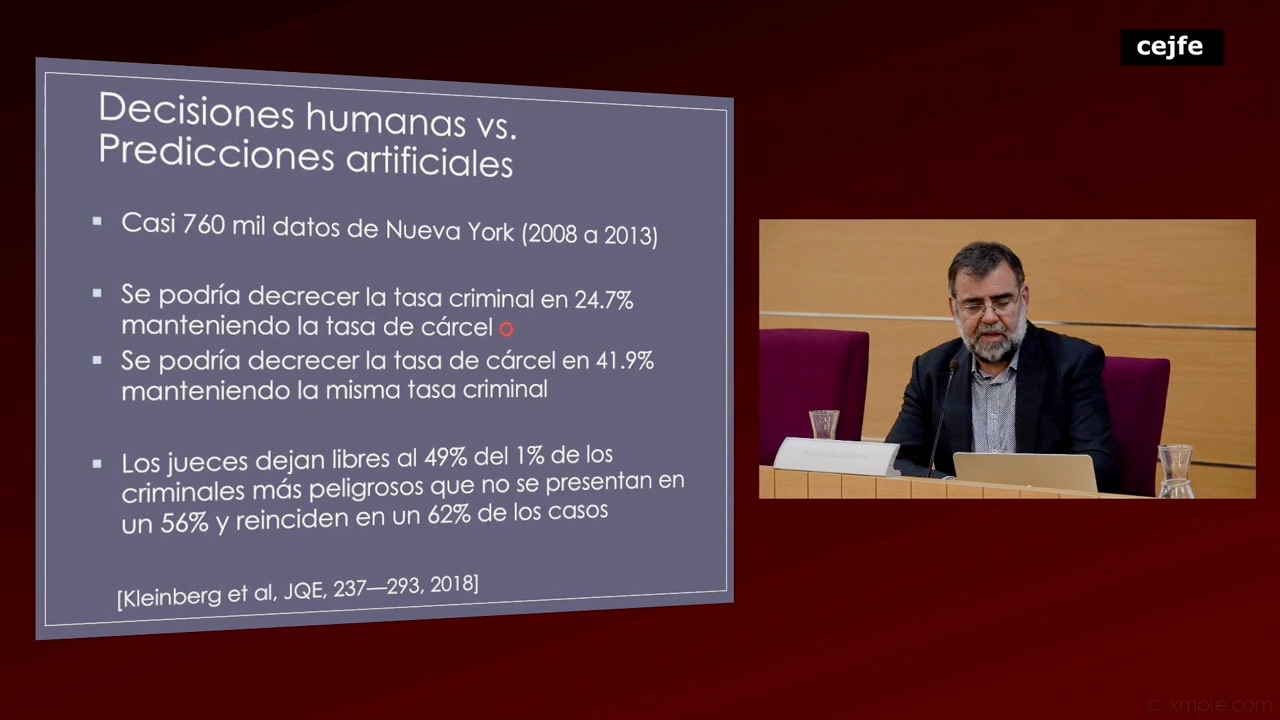 cejfe
Decisiones humanas vs.
Predicciones artificiales
▪ Casi 760 mil datos de Nueva York (2008 a 2013)
▪ Se podría decrecer la tasa criminal en 24.7%
manteniendo la tasa de cárcel
▪ Se podría decrecer la tasa de cárcel en 41.9%
manteniendo la misma tasa criminal
▪ Los jueces dejan libres al 49% del 1% de los
criminales más peligrosos que no se presentan en
un 56% y reinciden en un 62% de los casos
[Kleinberg et al, JQE, 237—293, 2018]
© xmple.com